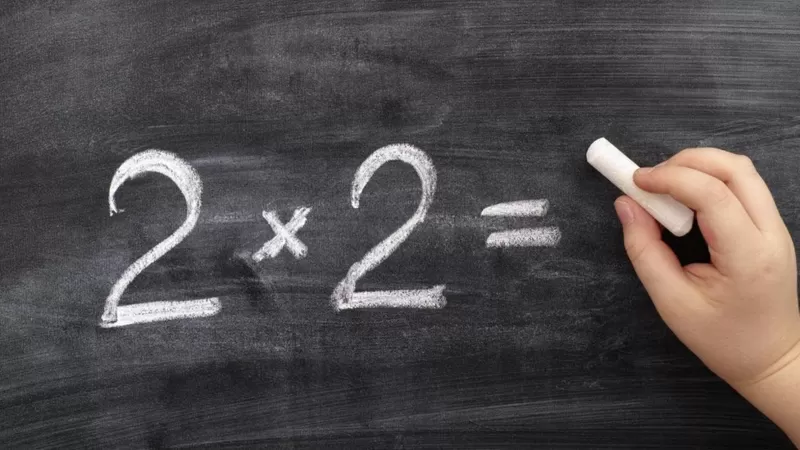 2 × 2 =